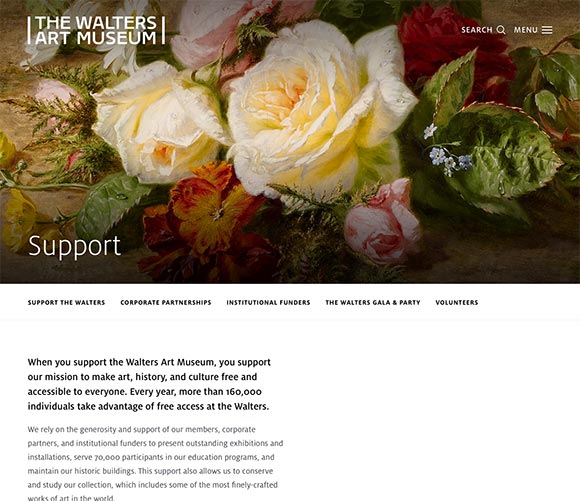 THE WALTERS
ART MUSEUM
SEARCH MENU
Support
SUPPORT THE WALTERS CORPORATE PARTNERSHIPS INSTITUTIONAL FUNDERS THE WALTERS GALA & PARTY VOLUNTEERS
When you support the Walters Art Museum, you support
our mission to make art, history, and culture free and
accessible to everyone. Every year, more than 160,000
individuals take advantage of free access at the Walters.
We rely on the generosity and support of our members, corporate
partners, and institutional funders to present outstanding exhibitions and
installations, serve 70,000 participants in our education programs, and
maintain our historic buildings. This support also allows us to conserve
and study our collection, which includes some of the most finely-crafted
works of art in the world.